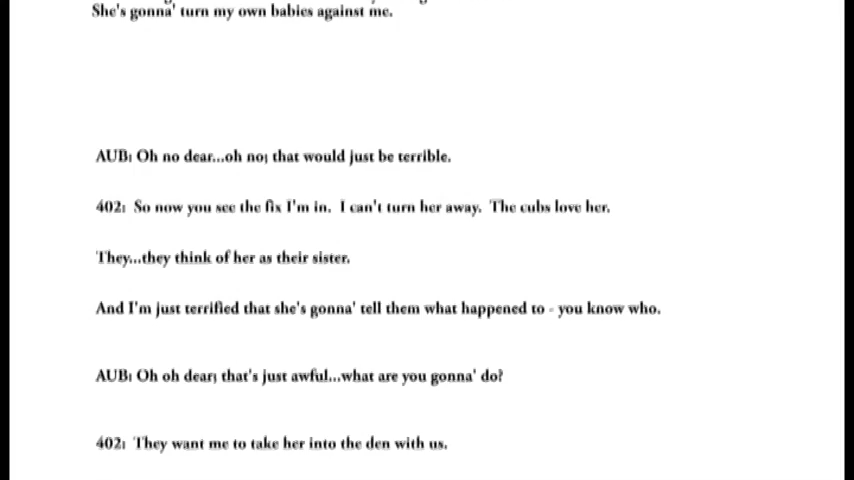 She's gonna' turn my own babies against me.
AUB: Oh no dear...oh no; that would just be terrible.
402: So now you see the fix I'm in. I can't turn her away. The cubs love her.
They...they think of her as their sister.
And I'm just terrified that she's gonna' tell them what happened to - you know who.
AUB: Oh oh dear; that's just awful...what are you gonna' do?
402: They want me to take her into the den with us.